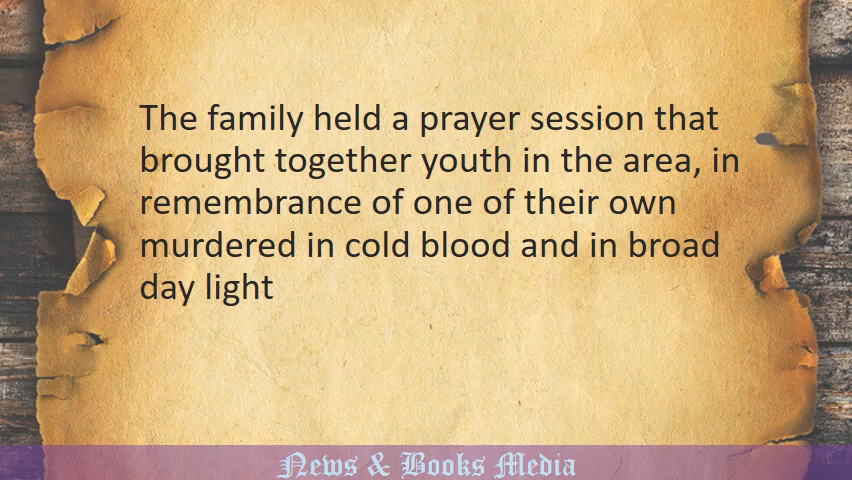 The family held a prayer session that
brought together youth in the area, in
remembrance of one of their own
murdered in cold blood and in broad
day light
News & Books Media